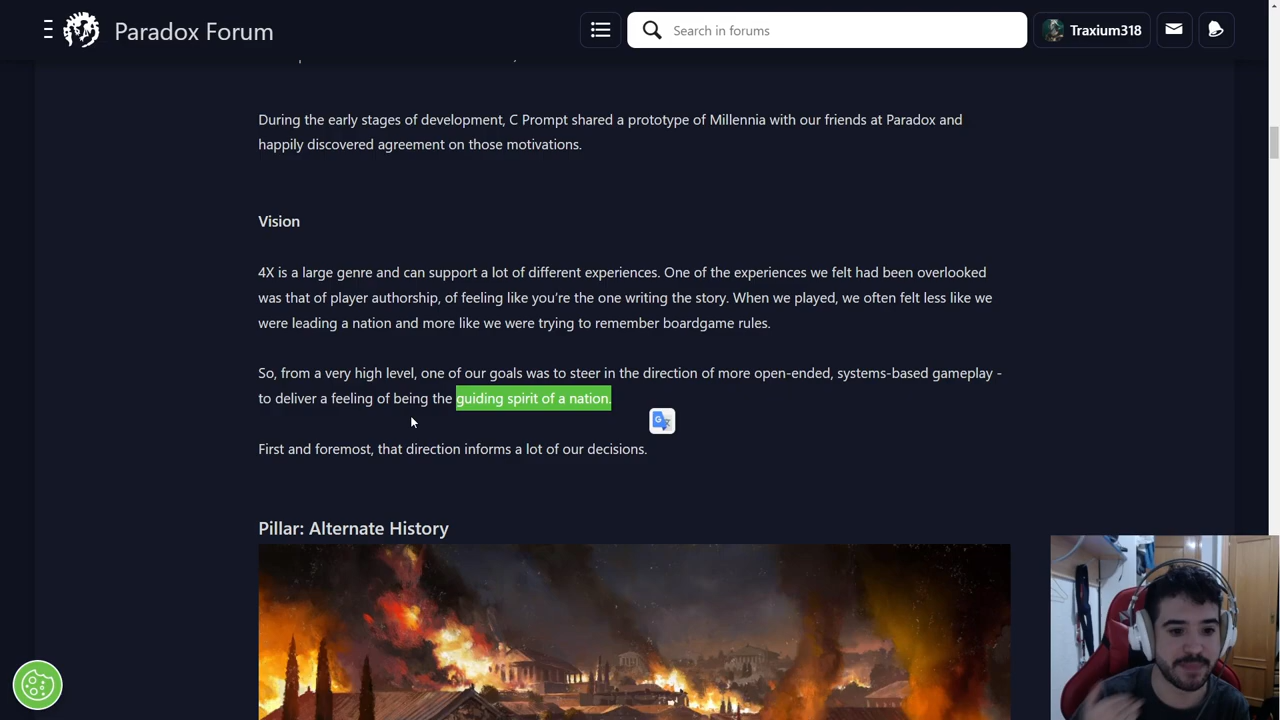 Paradox Forum
Search in forums
Traxium318
During the early stages of development, C Prompt shared a prototype of Millennia with our friends at Paradox and
happily discovered agreement on those motivations.
Vision
4X is a large genre and can support a lot of different experiences. One of the experiences we felt had been overlooked
was that of player authorship, of feeling like you’re the one writing the story. When we played, we often felt less like we
were leading a nation and more like we were trying to remember boardgame rules.
So, from a very high level, one of our goals was to steer in the direction of more open-ended, systems-based gameplay -
to deliver a feeling of being the guiding spirit of a nation.
First and foremost, that direction informs a lot of our decisions.
Pillar: Alternate History